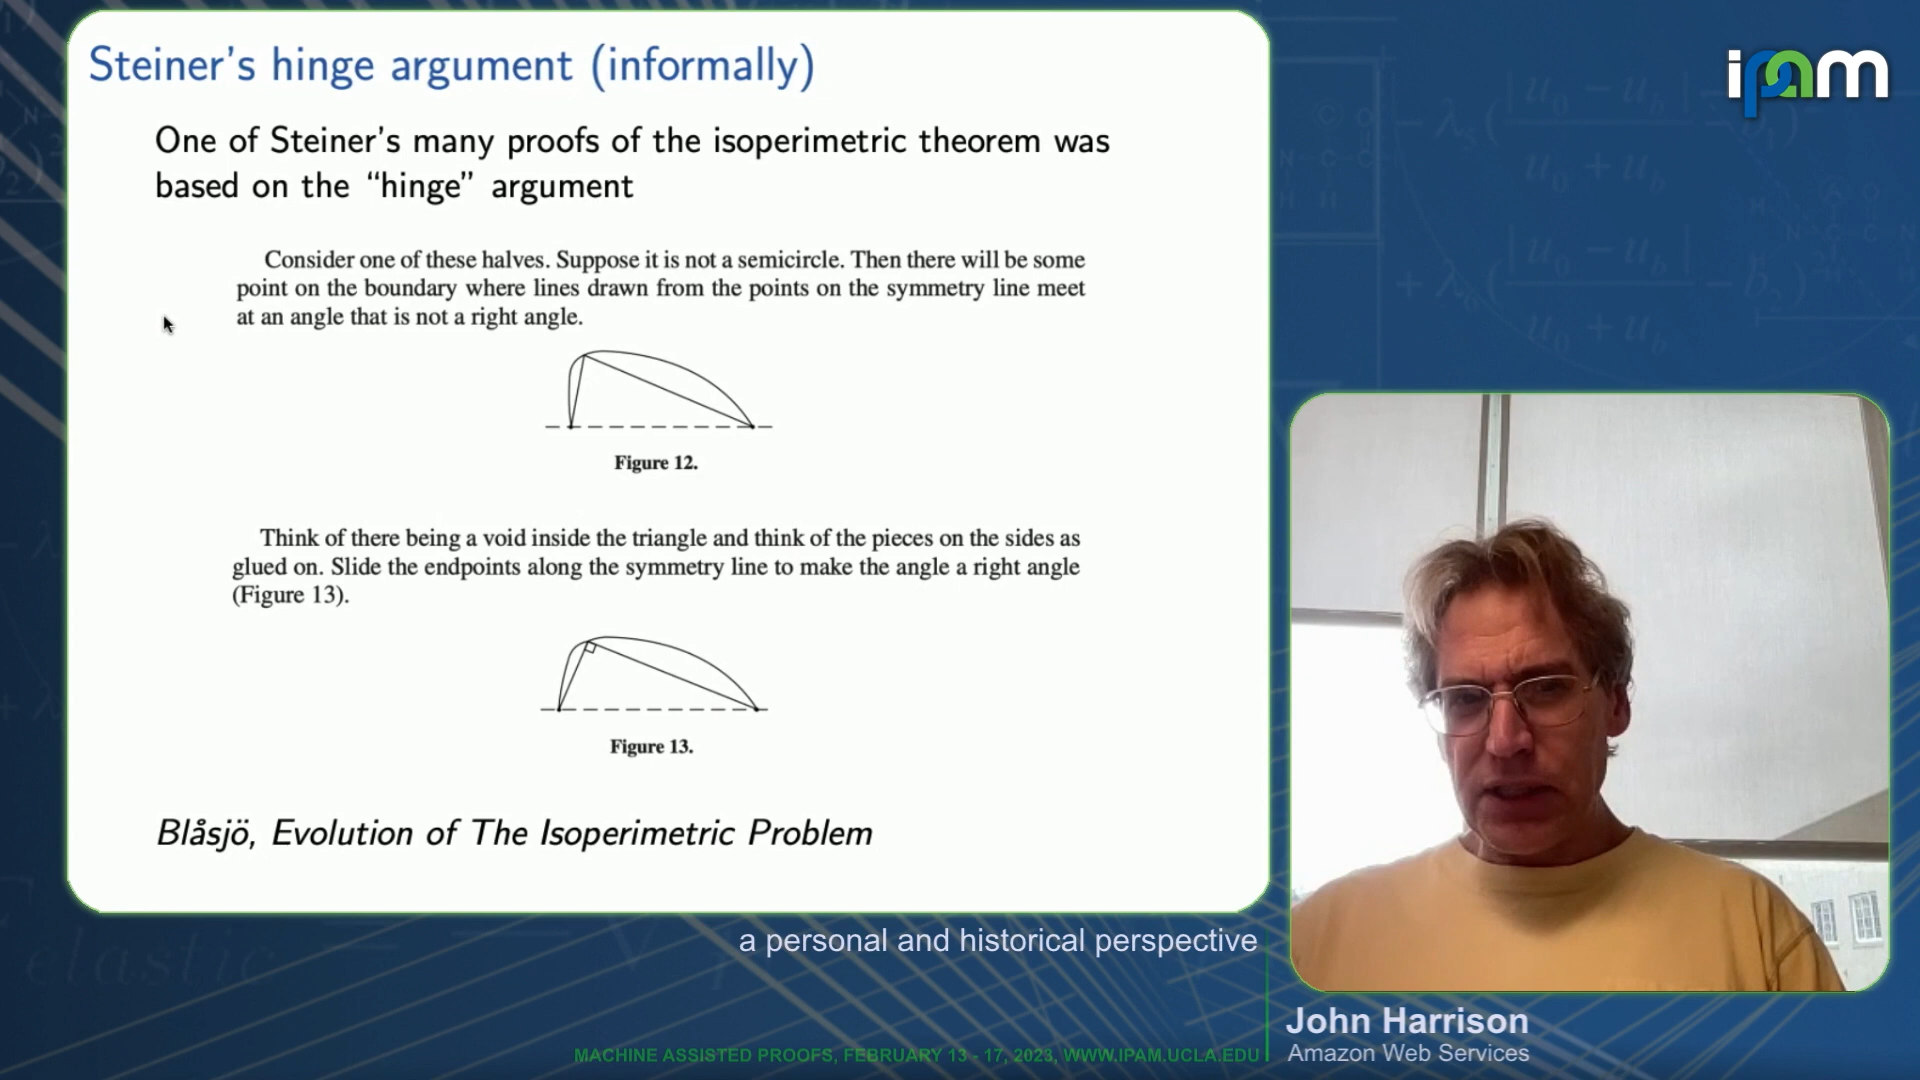 Steiner's hinge argument (informally)
ipam
One of Steiner's many proofs of the isoperimetric theorem was
based on the “hinge” argument
Consider one of these halves. Suppose it is not a semicircle. Then there will be some
point on the boundary where lines drawn from the points on the symmetry line meet
at an angle that is not a right angle.
Figure 12.
Think of there being a void inside the triangle and think of the pieces on the sides as
glued on. Slide the endpoints along the symmetry line to make the angle a right angle
(Figure 13).
Figure 13.
Blåsjö, Evolution of The Isoperimetric Problem
a personal and historical perspective
John Harrison
Amazon Web Services
MACHINE ASSISTED PROOFS, FEBRUARY 13 - 17, 2023, WWW.IPAM.UCLA.EDU
elastic